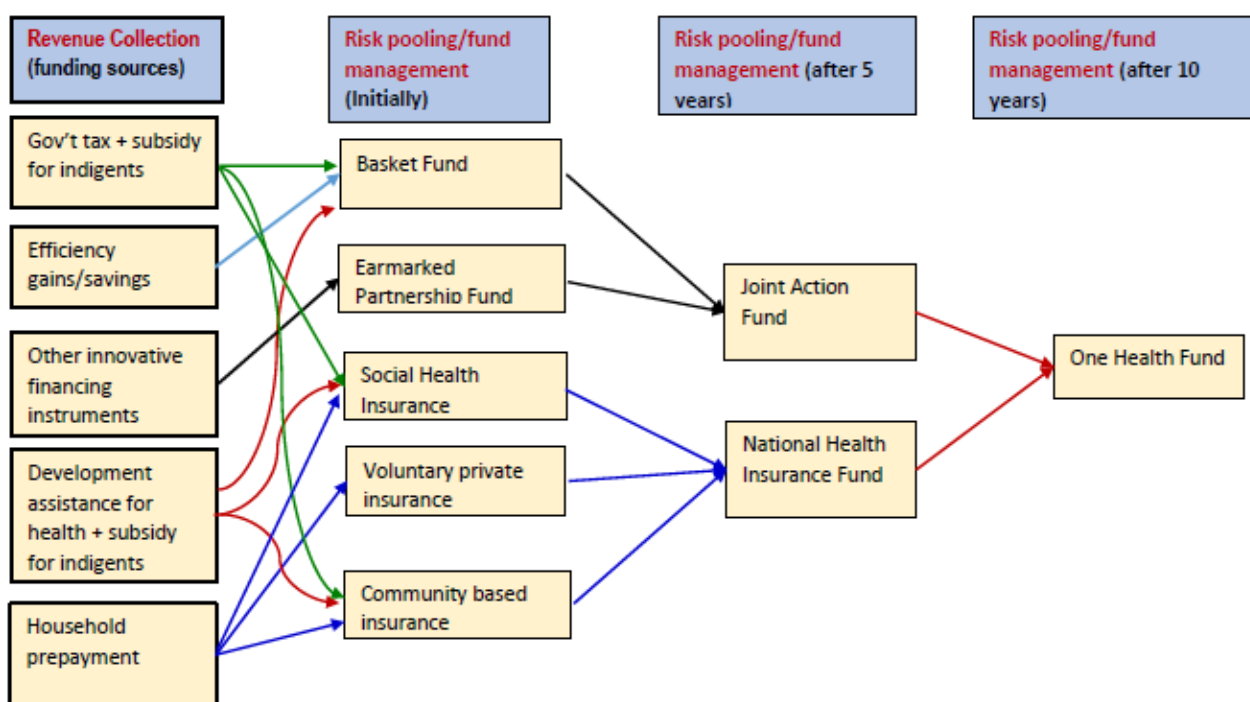 Revenue Collection
(funding sources)
Risk pooling/fund
management
(Initially)
Risk pooling/fund
management (after 5
years)
Risk pooling/fund
management (after 10
years)
Gov't tax + subsidy
for indigents
Efficiency
gains/savings
Other innovative
financing
instruments
Development
assistance for
health + subsidy
for indigents
Household
prepayment
Basket Fund
Earmarked
Partnership Fund
Social Health
Insurance
Voluntary private
insurance
Community based
insurance
Joint Action
Fund
National Health
Insurance Fund
One Health Fund